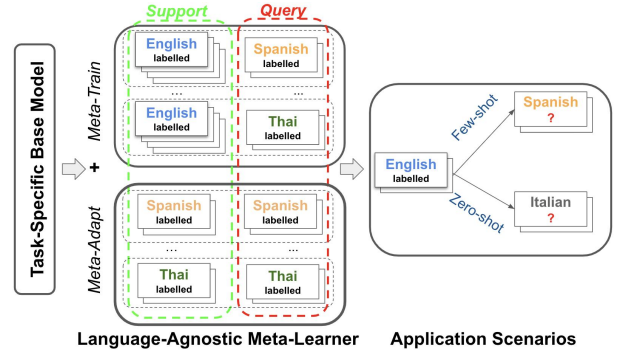 Support
Query
Task-Specific Base Model
Meta-Train
English
labelled
Spanish
labelled
...
...
English
labelled
Thai
labelled
+
Meta-Adapt
Spanish
labelled
Spanish
labelled
...
...
Thai
labelled
Thai
labelled
Language-Agnostic Meta-Learner
English
labelled
Few-shot
Zero-shot
Spanish
?
Italian
?
Application Scenarios